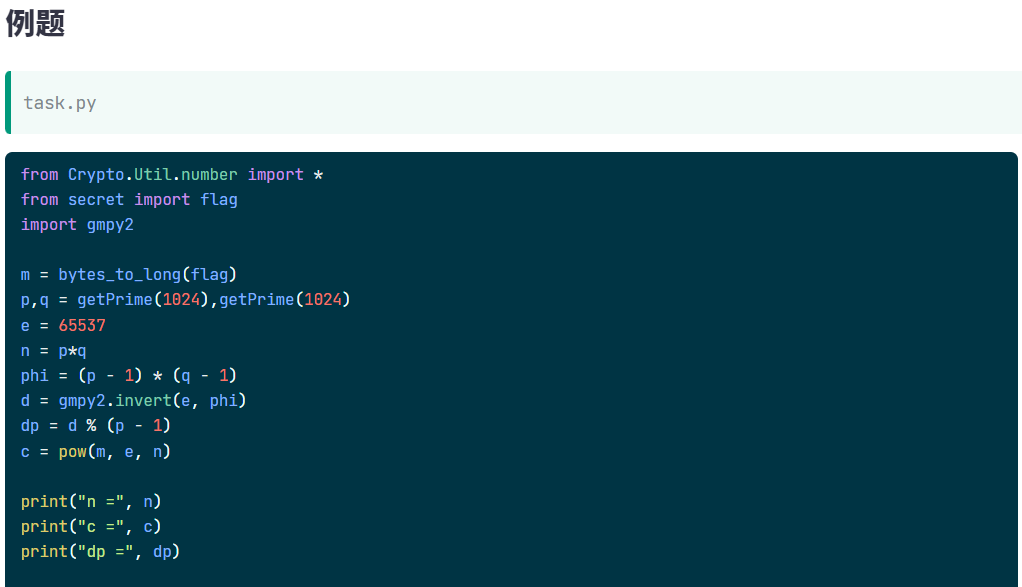 例题
task.py
from Crypto.Util.number import *
from secret import flag
import gmpy2
m = bytes_to_long(flag)
p,q = getPrime(1024),getPrime(1024)
e = 65537
n = p*q
phi = (p - 1) * (q - 1)
d = gmpy2.invert(e, phi)
dp = d % (p - 1)
c = pow(m, e, n)
print("n =", n)
print("c =", c)
print("dp =", dp)